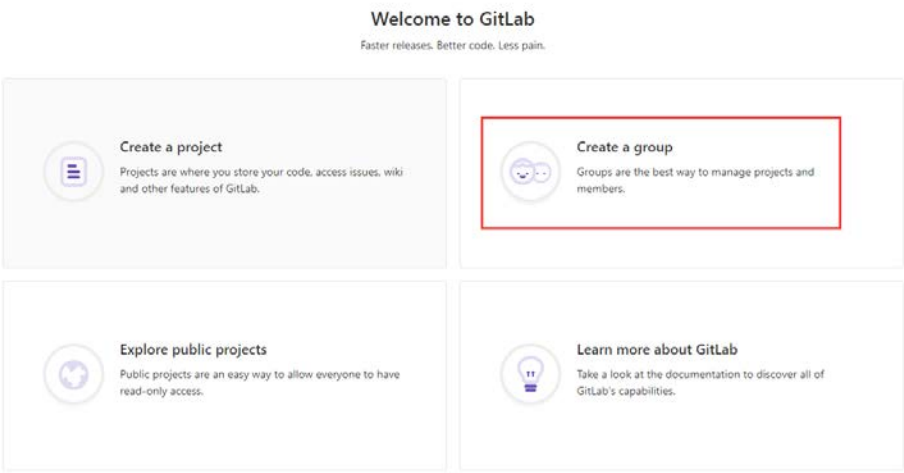 Welcome to GitLab
Faster releases. Better code. Less pain.
Create a project
Projects are where you store your code, access issues, wiki
and other features of GitLab.
Create a group
Groups are the best way to manage projects and
members.
Explore public projects
Public projects are an easy way to allow everyone to have
read-only access.
Learn more about GitLab
Take a look at the documentation to discover all of
GitLab's capabilities.